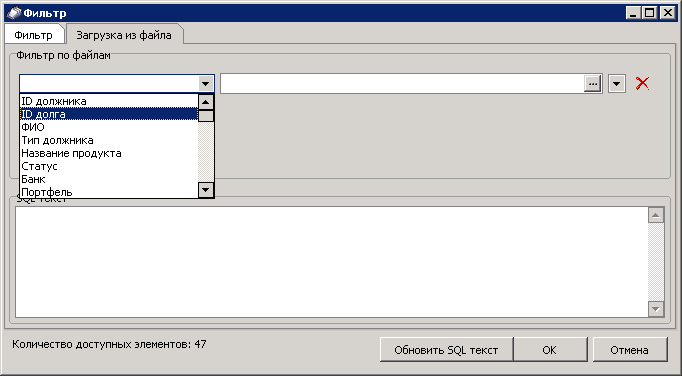 Фильтр
Фильтр
Загрузка из файла
Фильтр по файлам
...
ID должника
ID долга
ФИО
Тип должника
Название продукта
Статус
Банк
Портфель
SQL текст
Количество доступных элементов: 47
Обновить SQL текст
OK
Отмена